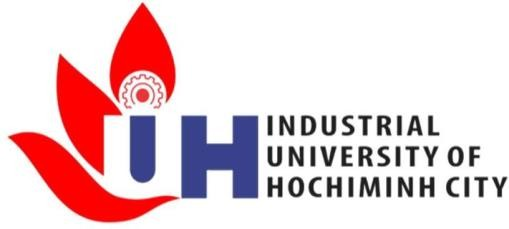 IUH
INDUSTRIAL
UNIVERSITY OF
HOCHIMINH CITY